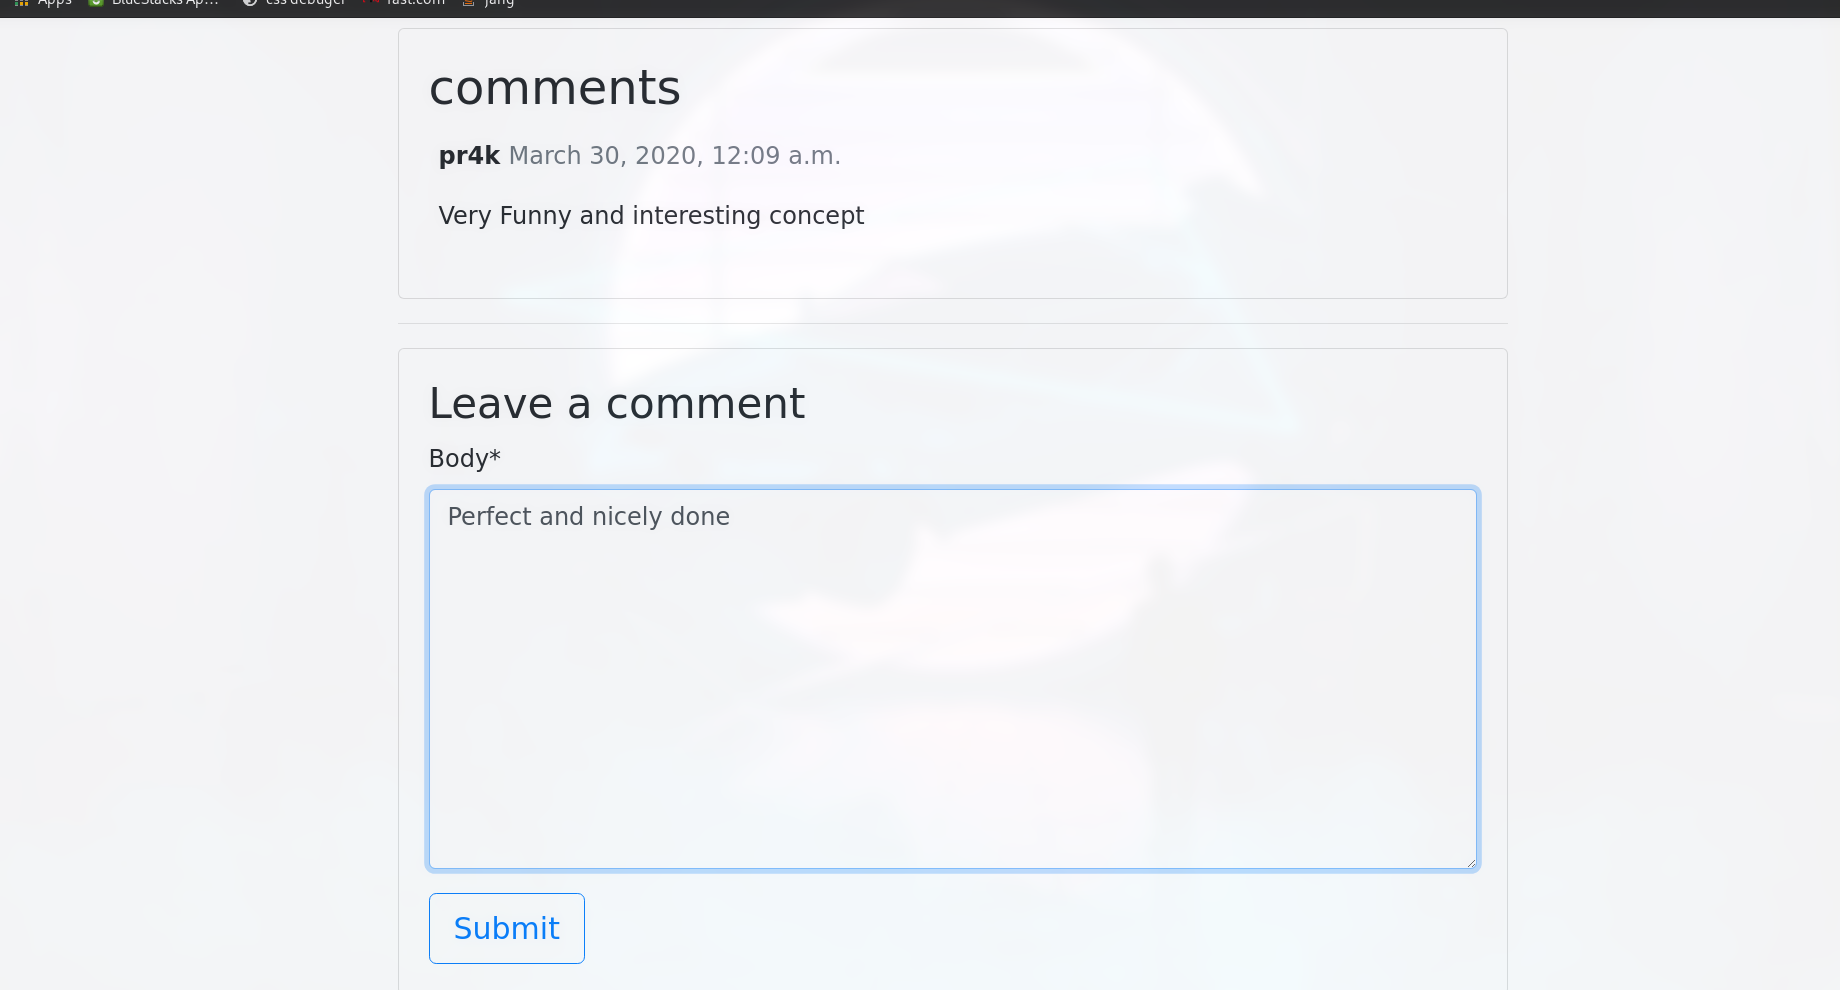 Apps BlueStacks Ap... css debuger fast.com jang
comments
pr4k March 30, 2020, 12:09 a.m.
Very Funny and interesting concept
Leave a comment
Body*
Perfect and nicely done
Submit